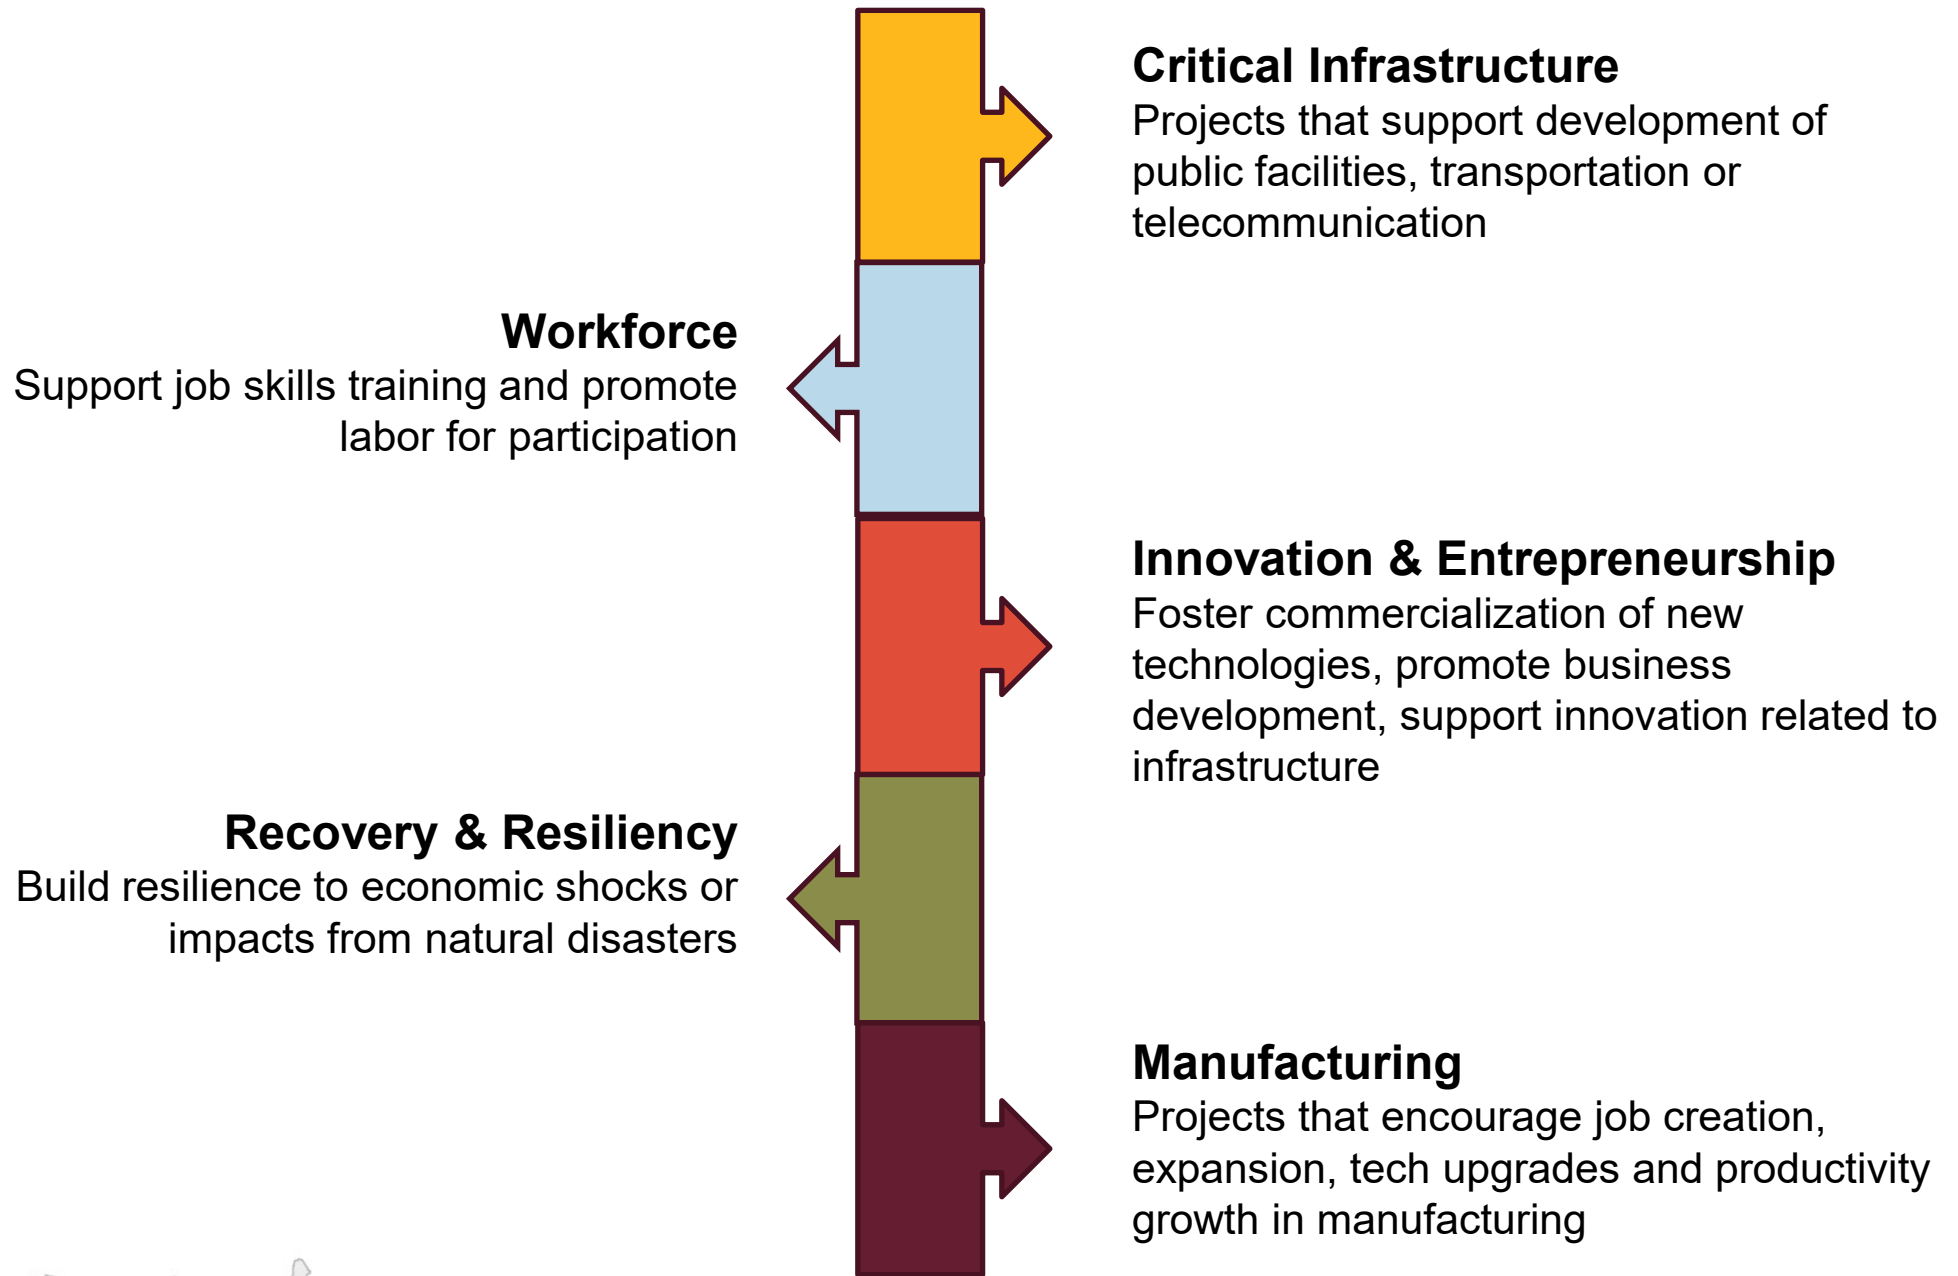 Critical Infrastructure
Projects that support development of
public facilities, transportation or
telecommunication
Workforce
Support job skills training and promote
labor for participation
Innovation & Entrepreneurship
Foster commercialization of new
technologies, promote business
development, support innovation related to
infrastructure
Recovery & Resiliency
Build resilience to economic shocks or
impacts from natural disasters
Manufacturing
Projects that encourage job creation,
expansion, tech upgrades and productivity
growth in manufacturing